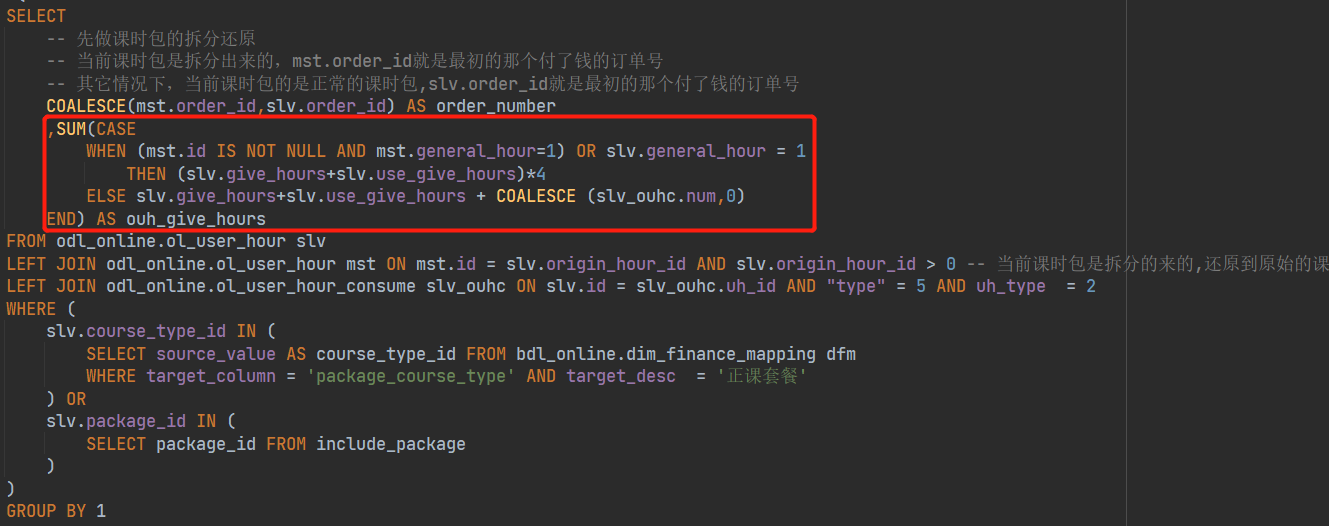 SELECT
-- 先做课时包的拆分还原
-- 当前课时包是拆分出来的，mst.order_id就是最初的那个付了钱的订单号
-- 其它情况下，当前课时包的是正常的课时包,slv.order_id就是最初的那个付了钱的订单号
COALESCE(mst.order_id,slv.order_id) AS order_number
,SUM(CASE
WHEN (mst.id IS NOT NULL AND mst.general_hour=1) OR slv.general_hour = 1
THEN (slv.give_hours+slv.use_give_hours)*4
ELSE slv.give_hours+slv.use_give_hours + COALESCE (slv_ouhc.num,0)
END) AS ouh_give_hours
FROM odl_online.ol_user_hour slv
LEFT JOIN odl_online.ol_user_hour mst ON mst.id = slv.origin_hour_id AND slv.origin_hour_id > 0 -- 当前课时包是拆分的来的,还原到原始的课
LEFT JOIN odl_online.ol_user_hour_consume slv_ouhc ON slv.id = slv_ouhc.uh_id AND "type" = 5 AND uh_type  = 2
WHERE (
slv.course_type_id IN (
SELECT source_value AS course_type_id FROM bdl_online.dim_finance_mapping dfm
WHERE target_column = 'package_course_type' AND target_desc  = '正课套餐'
) OR
slv.package_id IN (
SELECT package_id FROM include_package
)
)
GROUP BY 1